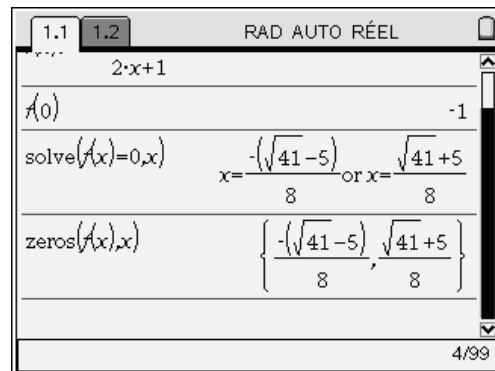 1.1 1.2 RAD AUTO RÉEL
2·x+1
f(0) -1
solve(f(x)=0,x) x=-(√41-5)/8 or x=(√41+5)/8
zeros(f(x),x) {-(√41-5)/8,(√41+5)/8}
4/99